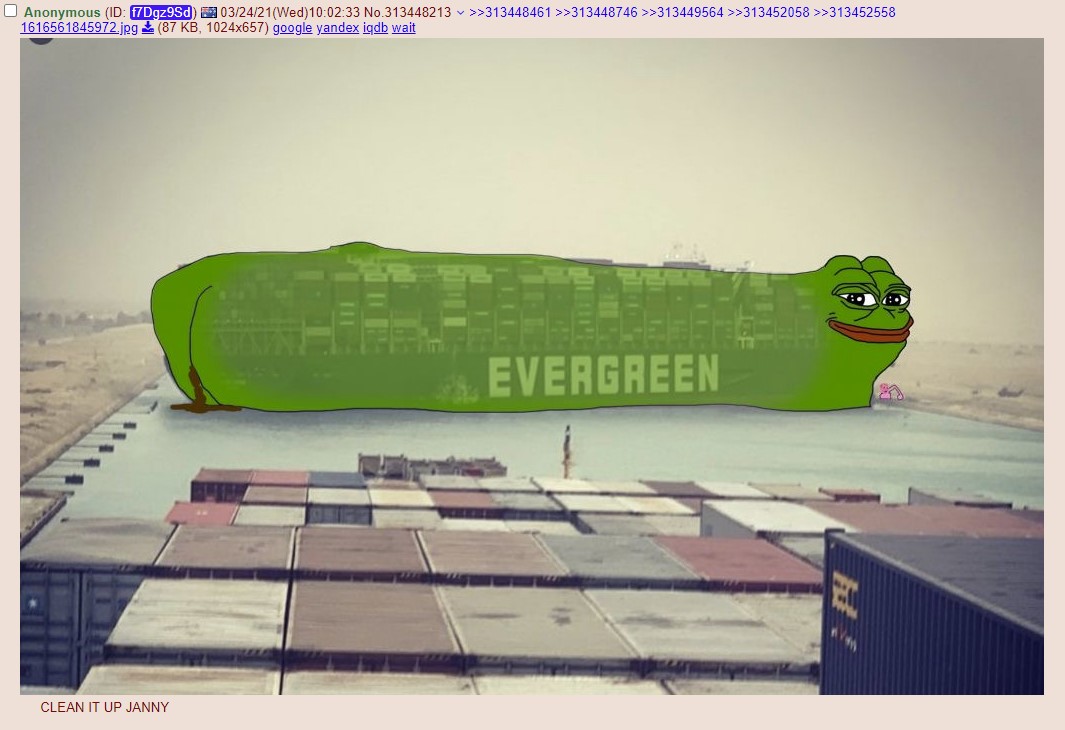 Anonymous (ID: f7Dgz9Sd) 03/24/21(Wed)10:02:33 No.313448213 >>313448461 >>313448746 >>313449564 >>313452058 >>313452558
1616561845972.jpg (87 KB, 1024x657) google yandex iqdb wait
EVERGREEN
CLEAN IT UP JANNY